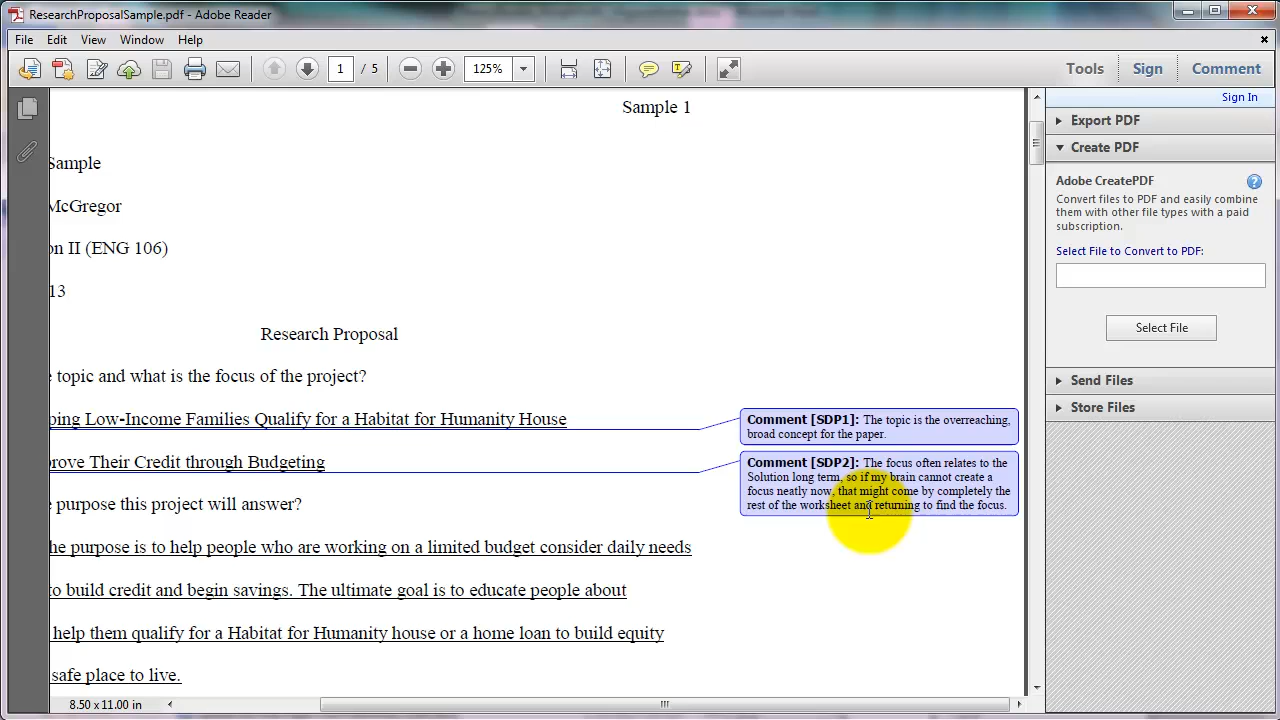 ResearchProposalSample.pdf - Adobe Reader
File Edit View Window Help
1 / 5 125% Tools Sign Comment
Sign In
Export PDF
Create PDF
Adobe CreatePDF
Convert files to PDF and easily combine
them with other file types with a paid
subscription.
Select File to Convert to PDF:
Select File
Send Files
Store Files
Sample 1
Sample
McGregor
on II (ENG 106)
13
Research Proposal
topic and what is the focus of the project?
ping Low-Income Families Qualify for a Habitat for Humanity House
prove Their Credit through Budgeting
purpose this project will answer?
he purpose is to help people who are working on a limited budget consider daily needs
to build credit and begin savings. The ultimate goal is to educate people about
help them qualify for a Habitat for Humanity house or a home loan to build equity
safe place to live.
Comment [SDP1]: The topic is the overreaching,
broad concept for the paper.
Comment [SDP2]: The focus often relates to the
Solution long term, so if my brain cannot create a
focus neatly now, that might come by completely the
rest of the worksheet and returning to find the focus.
8.50 x 11.00 in